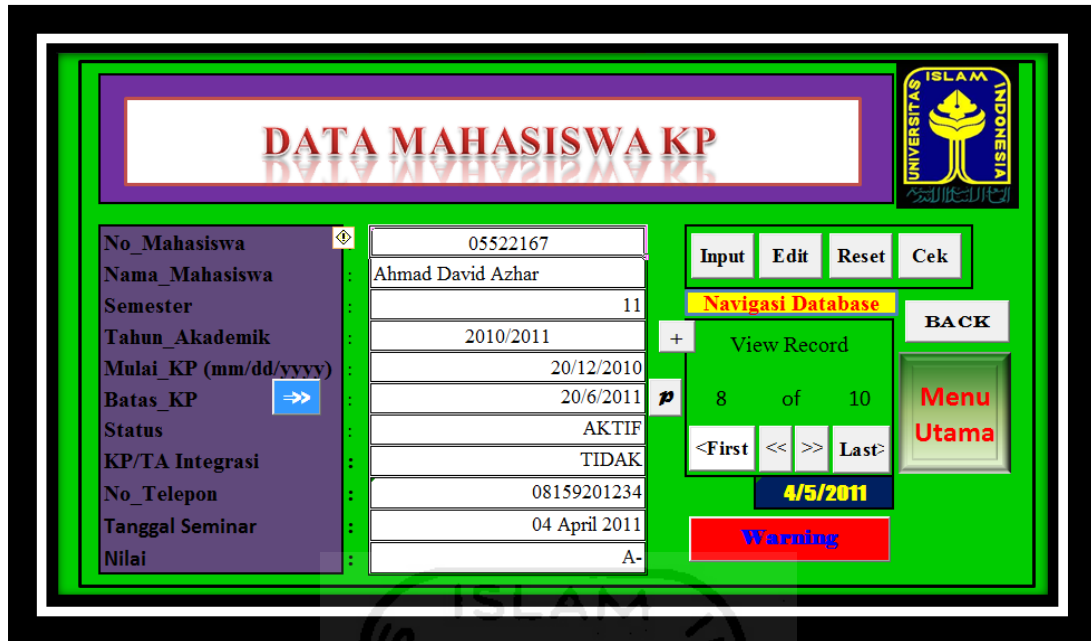 UNIVERSITAS ISLAM INDONESIA
DATA MAHASISWA KP
No_Mahasiswa : 05522167
Nama_Mahasiswa : Ahmad David Azhar
Semester : 11
Tahun_Akademik : 2010/2011
Mulai_KP (mm/dd/yyyy) : 20/12/2010
Batas_KP : 20/6/2011
Status : AKTIF
KP/TA Integrasi : TIDAK
No_Telepon : 08159201234
Tanggal Seminar : 04 April 2011
Nilai : A-
+
p
Input Edit Reset Cek
Navigasi Database
BACK
View Record
8 of 10
<First << >> Last>
Menu
Utama
4/5/2011
Warning
ISLAM